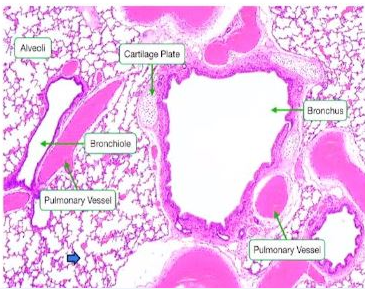 Alveoli
Cartilage Plate
Bronchus
Bronchiole
Pulmonary Vessel
Pulmonary Vessel